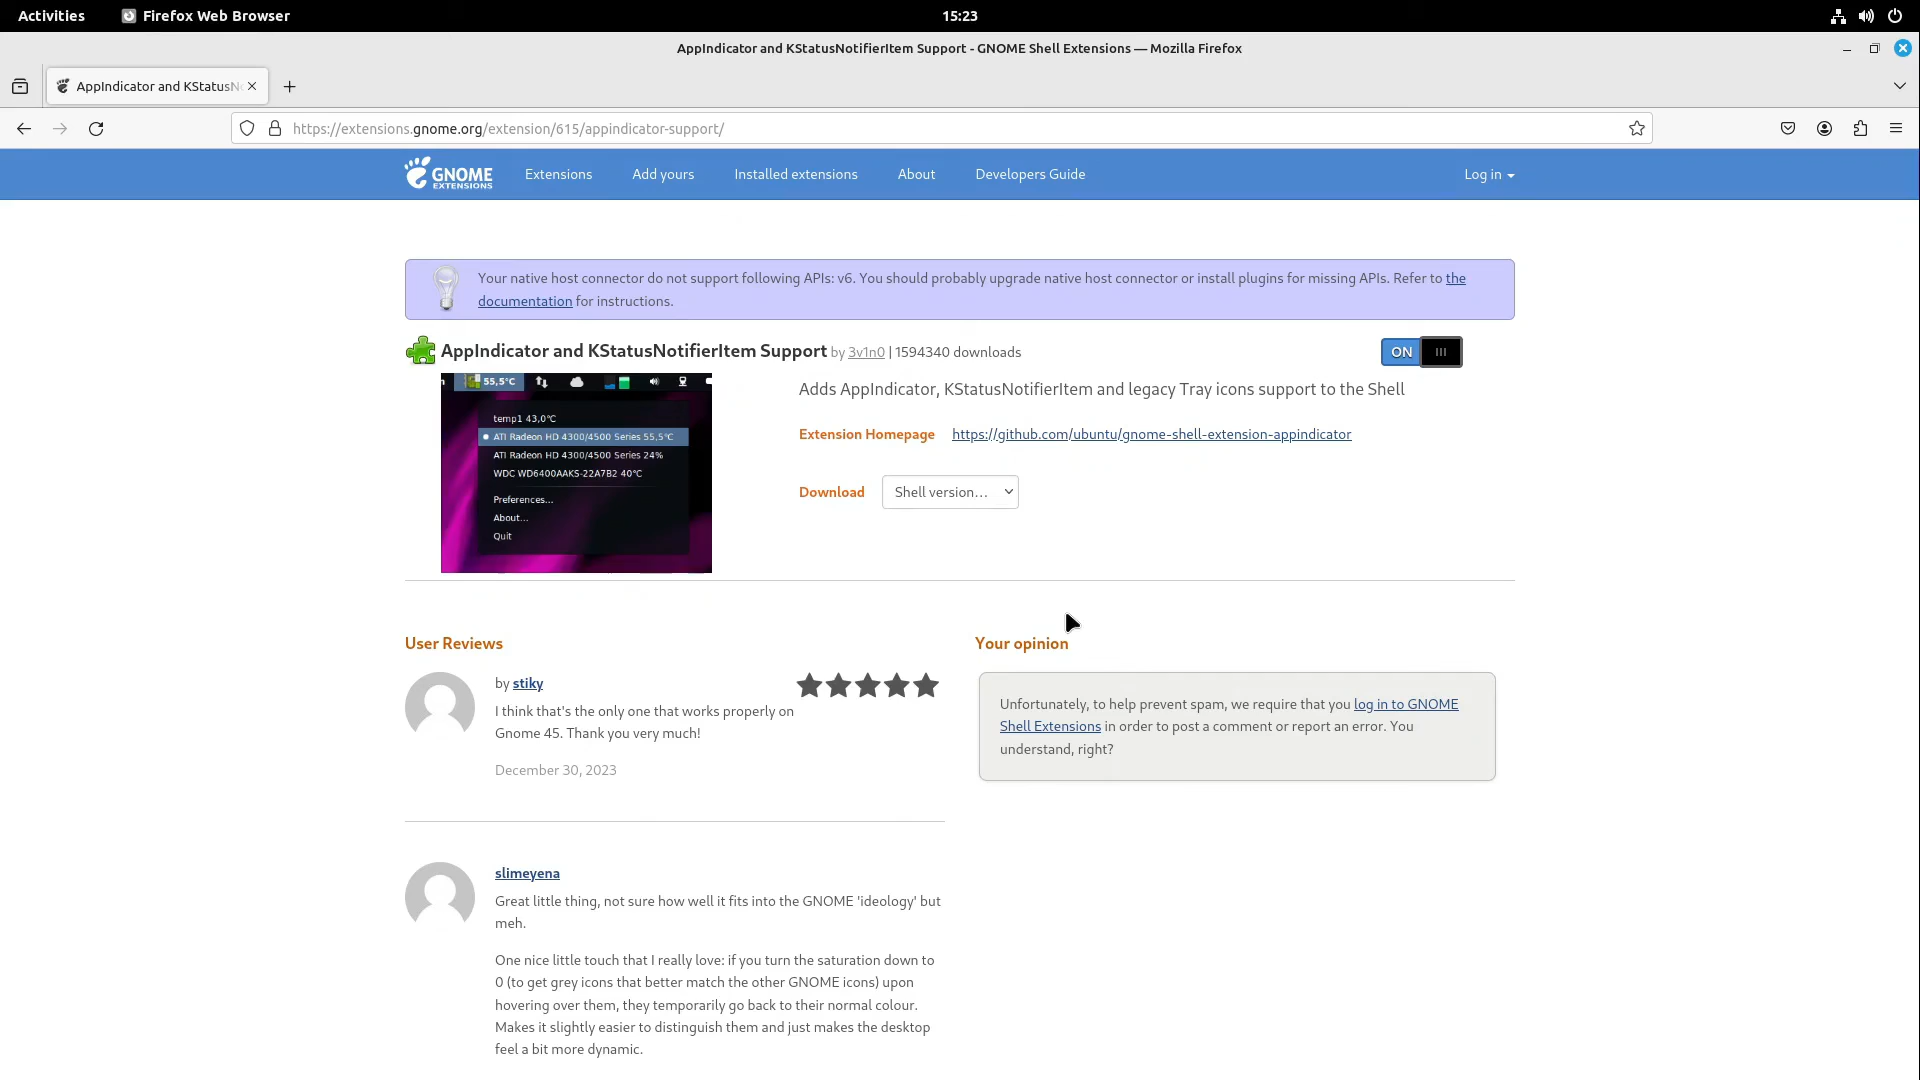 Activities
Firefox Web Browser
15:23
AppIndicator and KStatusNotifierItem Support - GNOME Shell Extensions — Mozilla Firefox
AppIndicator and KStatusN
https://extensions.gnome.org/extension/615/appindicator-support/
GNOME
EXTENSIONS
Extensions
Add yours
Installed extensions
About
Developers Guide
Log in
Your native host connector do not support following APIs: v6. You should probably upgrade native host connector or install plugins for missing APIs. Refer to the
documentation for instructions.
AppIndicator and KStatusNotifierItem Support by 3v1n0 | 1594340 downloads
ON
55,5°C
temp1 43,0°C
ATI Radeon HD 4300/4500 Series 55,5°C
ATI Radeon HD 4300/4500 Series 24%
WDC WD6400AAKS-22A7B2 40°C
Preferences...
About...
Quit
Adds AppIndicator, KStatusNotifierItem and legacy Tray icons support to the Shell
Extension Homepage https://github.com/ubuntu/gnome-shell-extension-appindicator
Download Shell version...
User Reviews
by stiky
I think that's the only one that works properly on
Gnome 45. Thank you very much!
December 30, 2023
slimeyena
Great little thing, not sure how well it fits into the GNOME 'ideology' but
meh.
One nice little touch that I really love: if you turn the saturation down to
0 (to get grey icons that better match the other GNOME icons) upon
hovering over them, they temporarily go back to their normal colour.
Makes it slightly easier to distinguish them and just makes the desktop
feel a bit more dynamic.
Your opinion
Unfortunately, to help prevent spam, we require that you log in to GNOME
Shell Extensions in order to post a comment or report an error. You
understand, right?